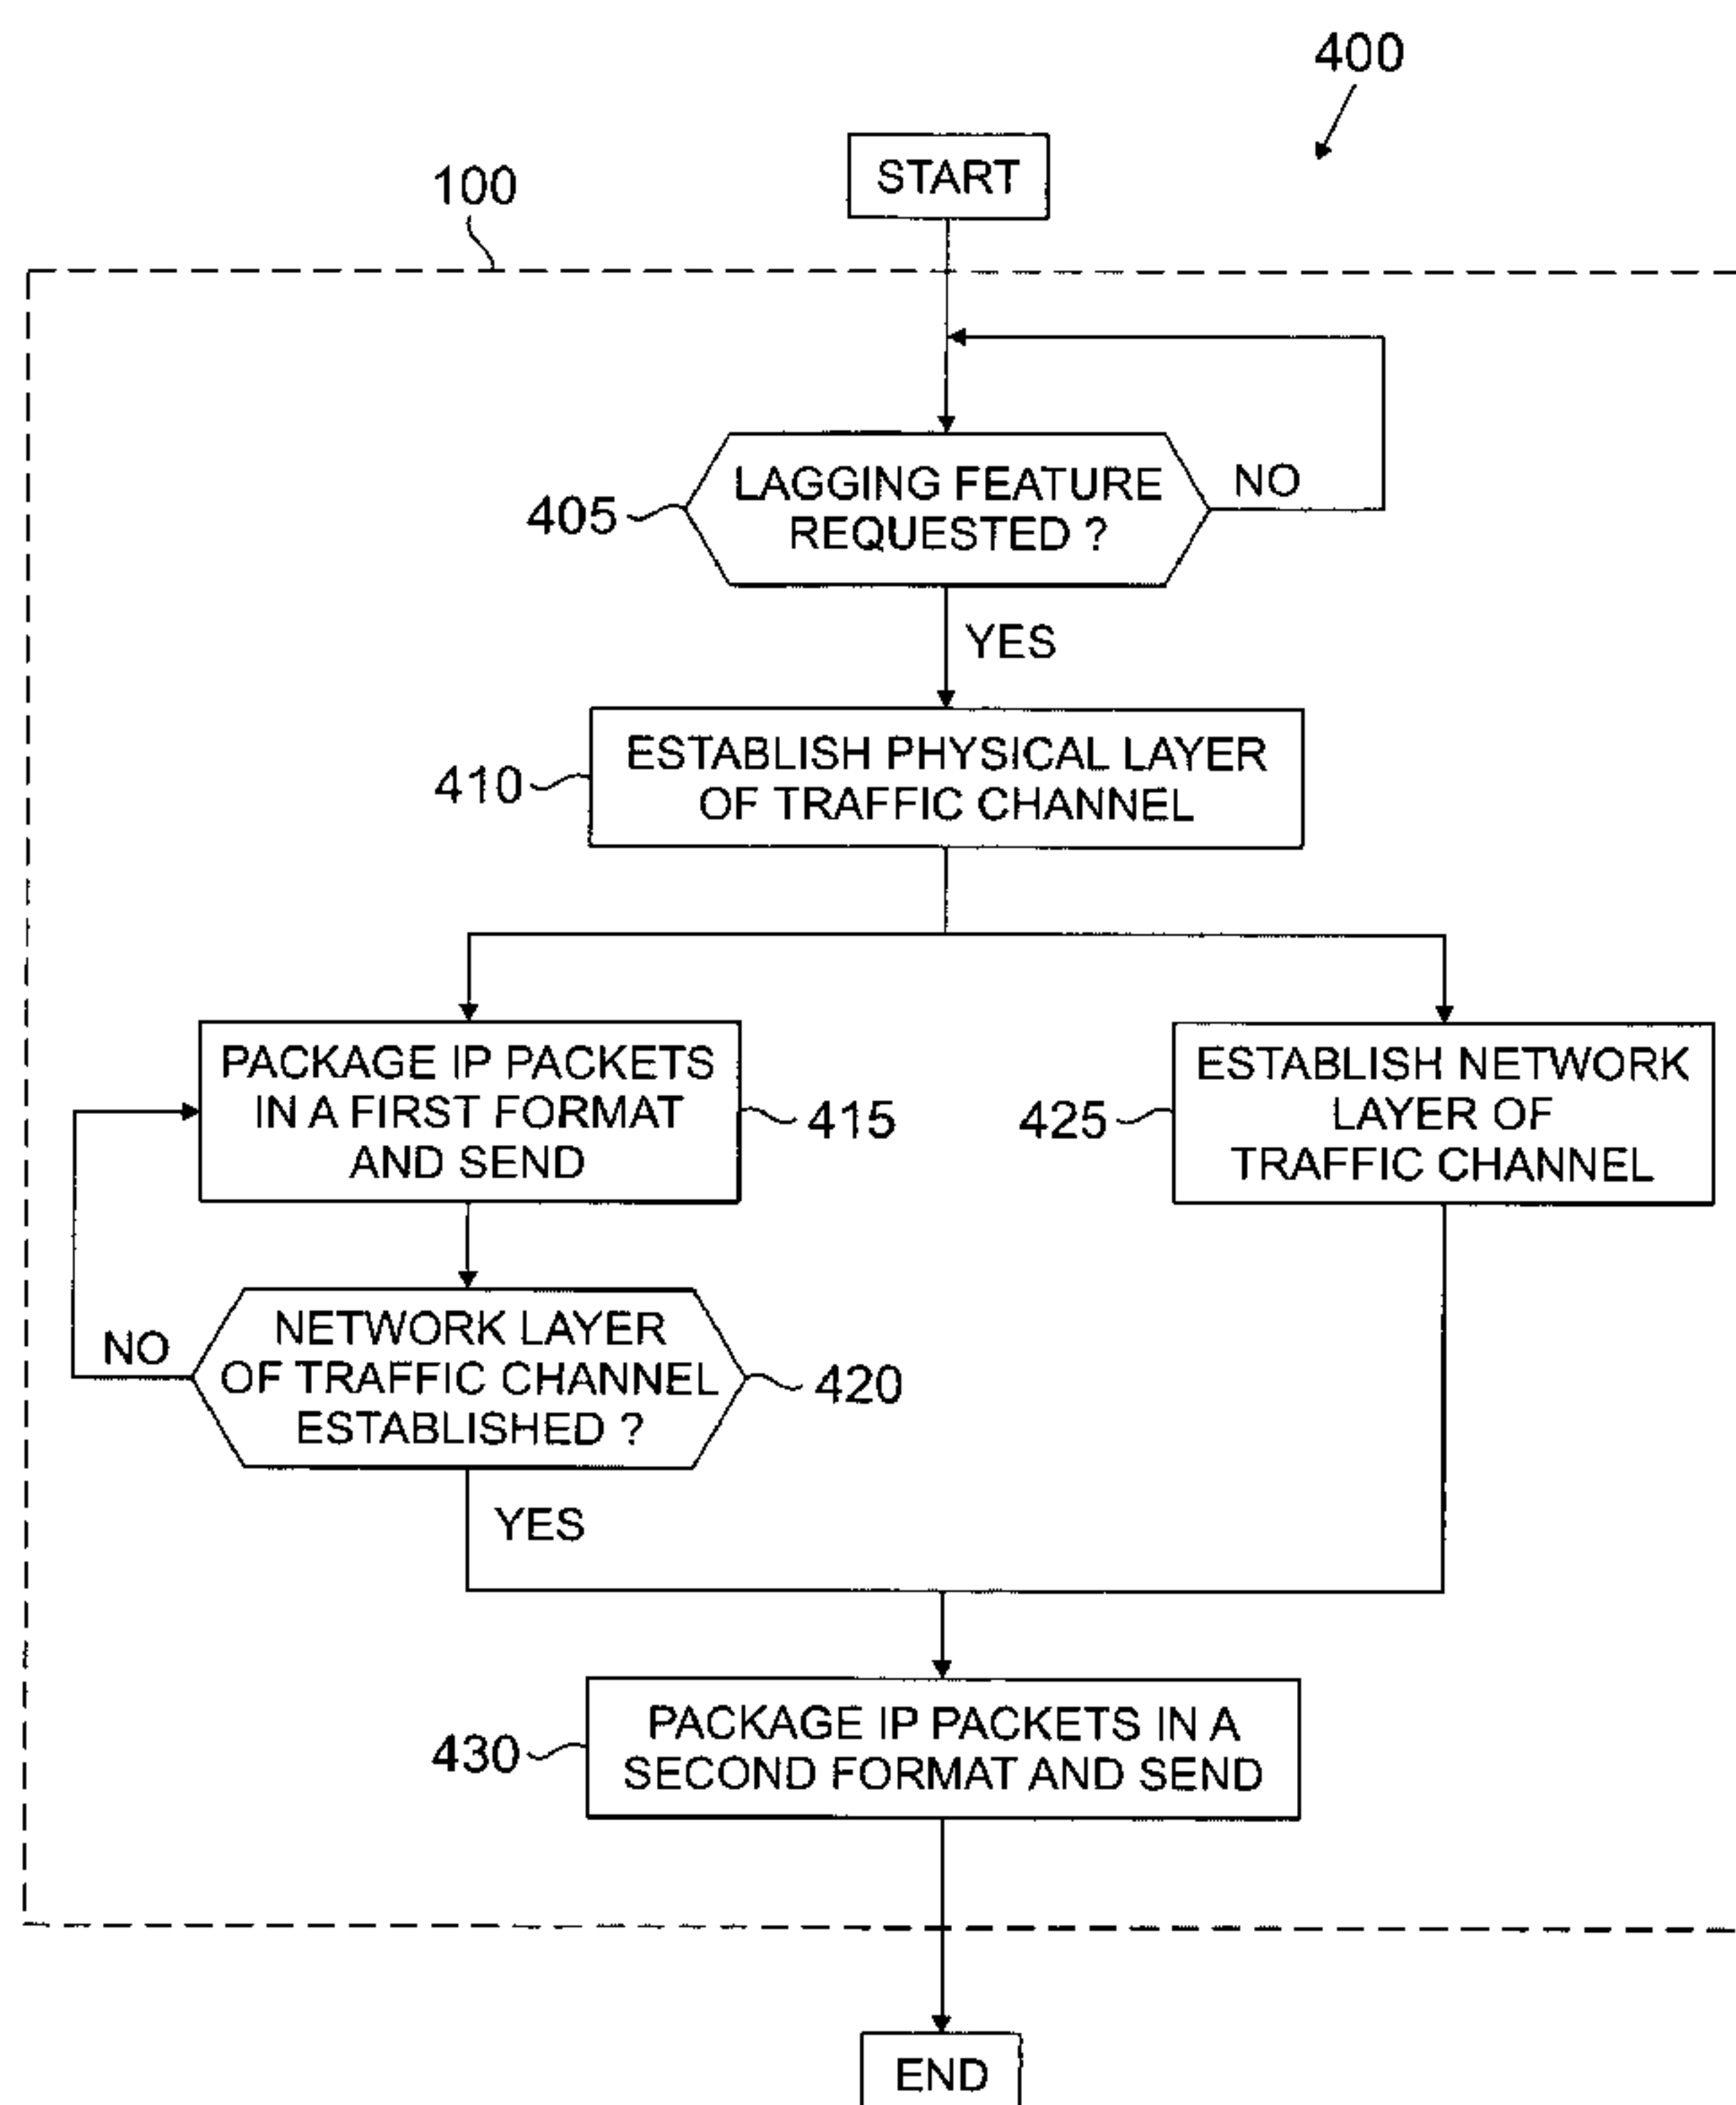 400
START
100
LAGGING FEATURE
REQUESTED ?
NO
405
YES
ESTABLISH PHYSICAL LAYER
OF TRAFFIC CHANNEL
410
PACKAGE IP PACKETS
IN A FIRST FORMAT
AND SEND
415
425
ESTABLISH NETWORK
LAYER OF
TRAFFIC CHANNEL
NO
NETWORK LAYER
OF TRAFFIC CHANNEL
ESTABLISHED ?
420
YES
430
PACKAGE IP PACKETS IN A
SECOND FORMAT AND SEND
END